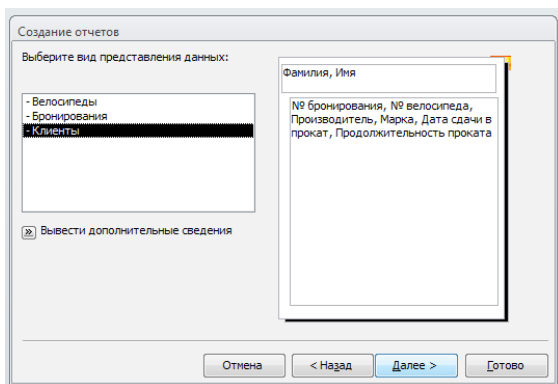 Создание отчетов
Выберите вид представления данных:
- Велосипеды
- Бронирования
- Клиенты
Вывести дополнительные сведения
Фамилия, Имя
№ бронирования, № велосипеда,
Производитель, Марка, Дата сдачи в
прокат, Продолжительность проката
Отмена
< Назад
Далее >
Готово